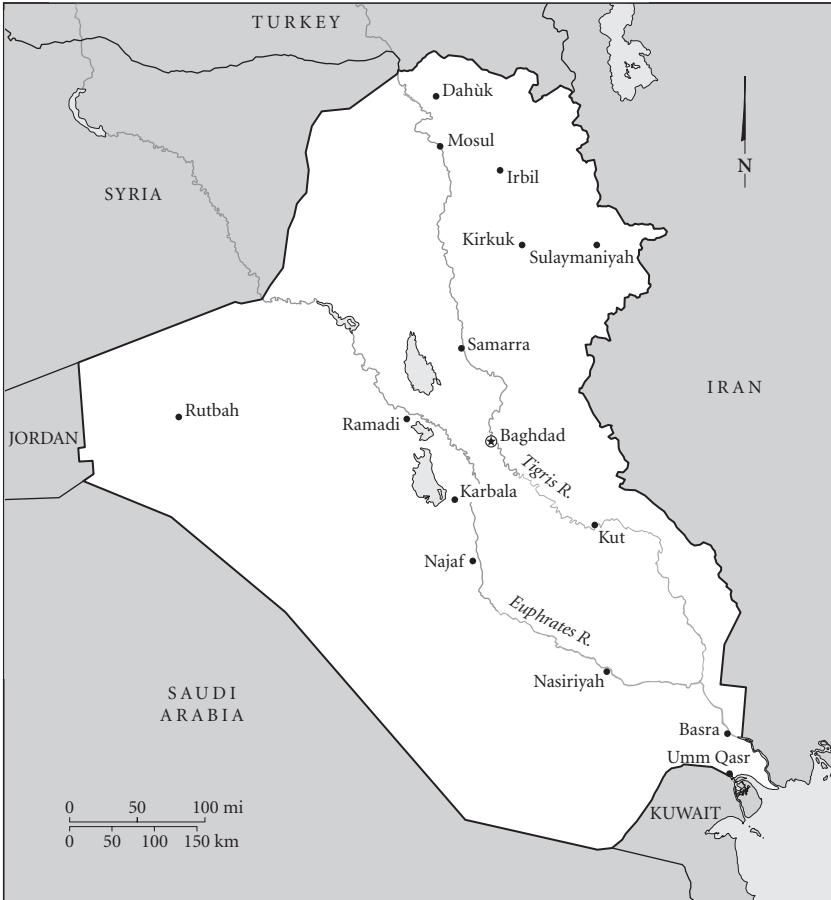 TURKEY
Dahùk
Mosul
Irbil
N
SYRIA
Kirkuk
Sulaymaniyah
Samarra
IRAN
Rutbah
Ramadi
JORDAN
Baghdad
Tigris R.
Karbala
Kut
Najaf
Euphrates R.
Nasiriyah
SAUDI
ARABIA
Basra
Umm Qasr
KUWAIT
0 50 100 mi
0 50 100 150 km